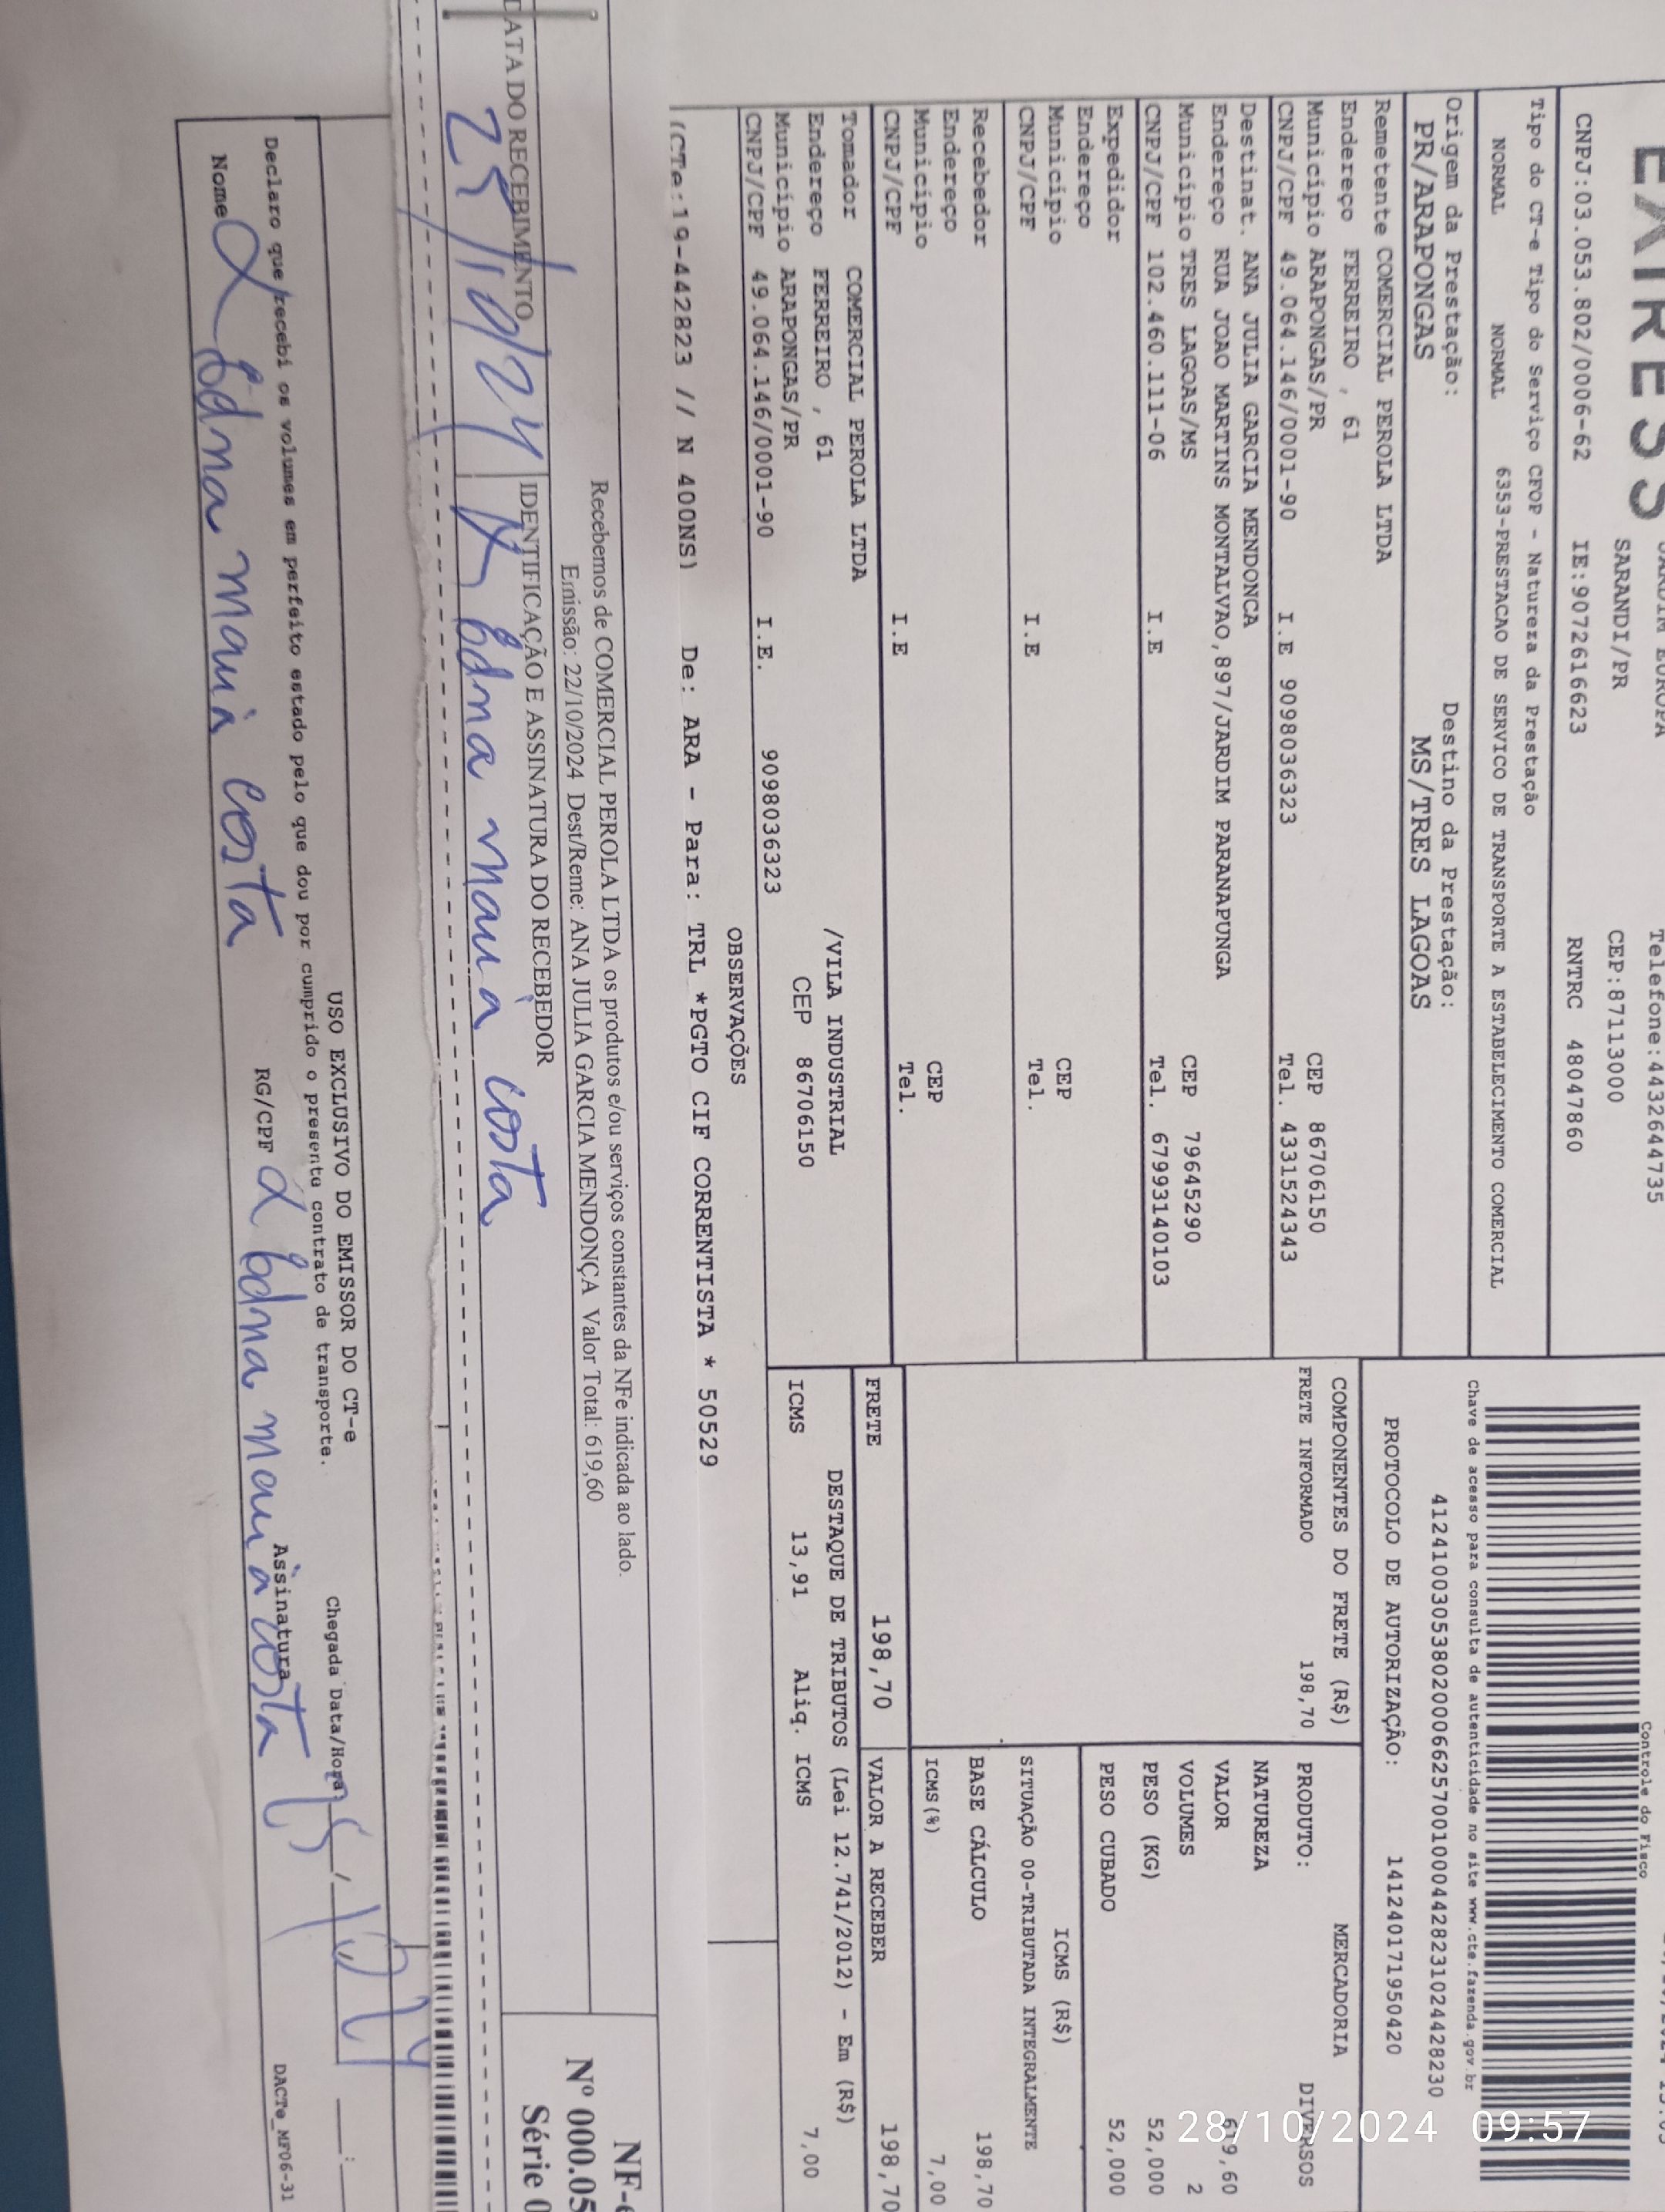 EXPRESS
JARDIM EUROPA
SARANDI/PR
Telefone:4432644735
CEP:87113000
CNPJ:03.053.802/0006-62 IE:9072616623 RNTRC 48047860
Tipo do CT-e Tipo do Serviço CFOP - Natureza da Prestação
NORMAL NORMAL 6353-PRESTACAO DE SERVICO DE TRANSPORTE A ESTABELECIMENTO COMERCIAL
Origem da Prestação: Destino da Prestação:
PR/ARAPONGAS MS/TRES LAGOAS
Controle do Fisco
Chave de acesso para consulta de autenticidade no site www.cte.fazenda.gov.br
41241003053802000662570010004428231024428230
PROTOCOLO DE AUTORIZAÇÃO: 141240171950420
Remetente COMERCIAL PEROLA LTDA
Endereço FERREIRO , 61
Município ARAPONGAS/PR CEP 86706150
CNPJ/CPF 49.064.146/0001-90 I.E 9098036323 Tel. 4331524343
Destinat. ANA JULIA GARCIA MENDONCA
Endereço RUA JOAO MARTINS MONTALVAO,897/JARDIM PARANAPUNGA
Município TRES LAGOAS/MS CEP 79645290
CNPJ/CPF 102.460.111-06 I.E Tel. 67993140103
Expedidor
Endereço
Município CEP
CNPJ/CPF I.E Tel.
Recebedor
Endereço
Município CEP
CNPJ/CPF I.E Tel.
Tomador COMERCIAL PEROLA LTDA
Endereço FERREIRO , 61 /VILA INDUSTRIAL
Município ARAPONGAS/PR CEP 86706150
CNPJ/CPF 49.064.146/0001-90 I.E. 9098036323
COMPONENTES DO FRETE (R$)
FRETE INFORMADO 198,70
MERCADORIA
PRODUTO: DIVERSOS
NATUREZA
VALOR 619,60
VOLUMES 2
PESO (KG) 52,000
PESO CUBADO 52,000
ICMS (R$)
SITUAÇÃO 00-TRIBUTADA INTEGRALMENTE
BASE CÁLCULO 198,70
ICMS(%) 7,00
FRETE 198,70 VALOR A RECEBER 198,70
DESTAQUE DE TRIBUTOS (Lei 12.741/2012) - Em (R$)
ICMS 13,91 Aliq. ICMS 7,00
OBSERVAÇÕES
(CTe:19-442823 // N 400NS) De: ARA - Para: TRL *PGTO CIF CORRENTISTA * 50529
Recebemos de COMERCIAL PEROLA LTDA os produtos e/ou serviços constantes da NFe indicada ao lado.
Emissão: 22/10/2024 Dest/Reme: ANA JULIA GARCIA MENDONÇA Valor Total: 619,60
DATA DO RECEBIMENTO IDENTIFICAÇÃO E ASSINATURA DO RECEBEDOR
25/10/24 X Edna maria costa
NF-e
Nº 000.05
Série 0
USO EXCLUSIVO DO EMISSOR DO CT-e
Declaro que recebi os volumes em perfeito estado pelo que dou por cumprido o presente contrato de transporte.
Chegada Data/Hora 25/10/24 :
Nome Edna maria costa RG/CPF Edna maria costa Assinatura
DACTe_MF06-31
28/10/2024 09:57